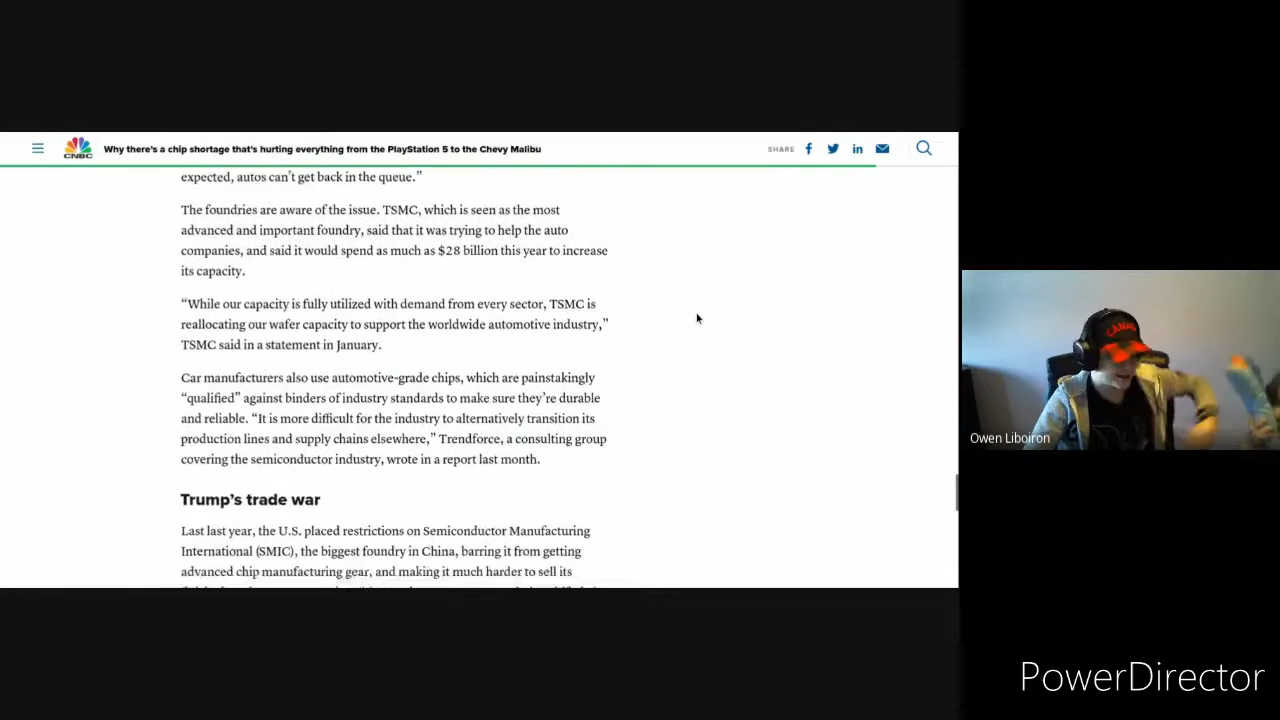 CNBC
Why there's a chip shortage that's hurting everything from the PlayStation 5 to the Chevy Malibu
SHARE
expected, autos can't get back in the queue.”
The foundries are aware of the issue. TSMC, which is seen as the most
advanced and important foundry, said that it was trying to help the auto
companies, and said it would spend as much as $28 billion this year to increase
its capacity.
“While our capacity is fully utilized with demand from every sector, TSMC is
reallocating our wafer capacity to support the worldwide automotive industry,”
TSMC said in a statement in January.
Car manufacturers also use automotive-grade chips, which are painstakingly
“qualified” against binders of industry standards to make sure they're durable
and reliable. “It is more difficult for the industry to alternatively transition its
production lines and supply chains elsewhere,” Trendforce, a consulting group
covering the semiconductor industry, wrote in a report last month.
Trump's trade war
Last last year, the U.S. placed restrictions on Semiconductor Manufacturing
International (SMIC), the biggest foundry in China, barring it from getting
advanced chip manufacturing gear, and making it much harder to sell its
Owen Liboiron
PowerDirector